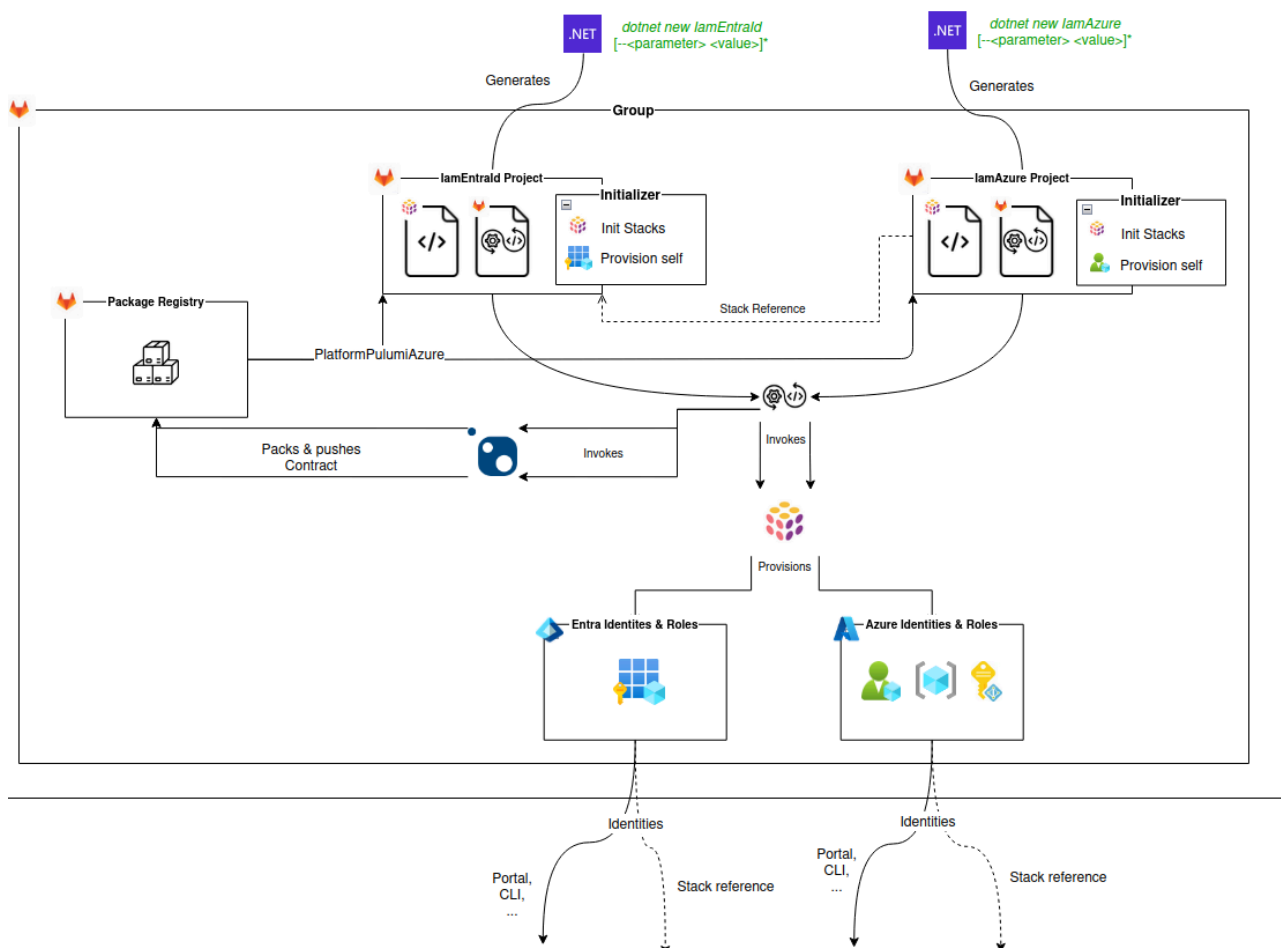 .NET
dotnet new IamEntraId
[--<parameter> <value>]*
.NET
dotnet new IamAzure
[--<parameter> <value>]*
Generates
Generates
Group
IamEntraId Project
Initializer
Init Stacks
Provision self
IamAzure Project
Initializer
Init Stacks
Provision self
Stack Reference
Package Registry
PlatformPulumiAzure
Packs & pushes
Contract
Invokes
Invokes
Provisions
Entra Identites & Roles
Azure Identities & Roles
Identities
Portal,
CLI,
...
Stack reference
Identities
Portal,
CLI,
...
Stack reference